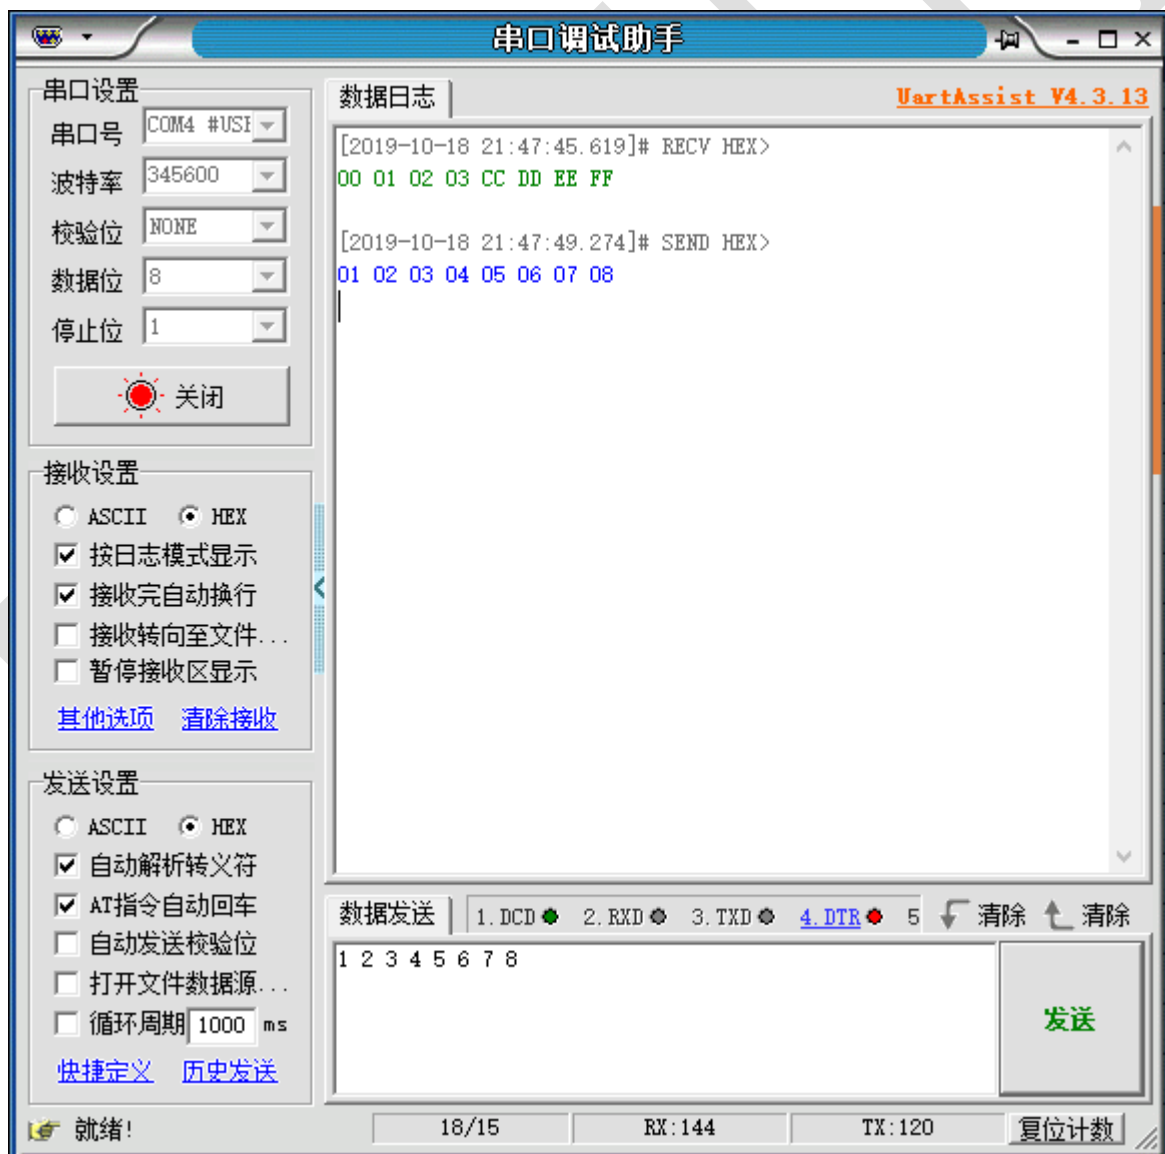 串口调试助手
串口设置
串口号 COM4 #USI
波特率 345600
校验位 NONE
数据位 8
停止位 1
关闭
接收设置
ASCII HEX
按日志模式显示
接收完自动换行
接收转向至文件...
暂停接收区显示
其他选项 清除接收
发送设置
ASCII HEX
自动解析转义符
AT指令自动回车
自动发送校验位
打开文件数据源...
循环周期 1000 ms
快捷定义 历史发送
数据日志 UartAssist V4.3.13
[2019-10-18 21:47:45.619]# RECV HEX>
00 01 02 03 CC DD EE FF
[2019-10-18 21:47:49.274]# SEND HEX>
01 02 03 04 05 06 07 08
数据发送 1.DCD 2.RXD 3.TXD 4.DTR 5 清除 清除
1 2 3 4 5 6 7 8
发送
就绪! 18/15 RX:144 TX:120 复位计数